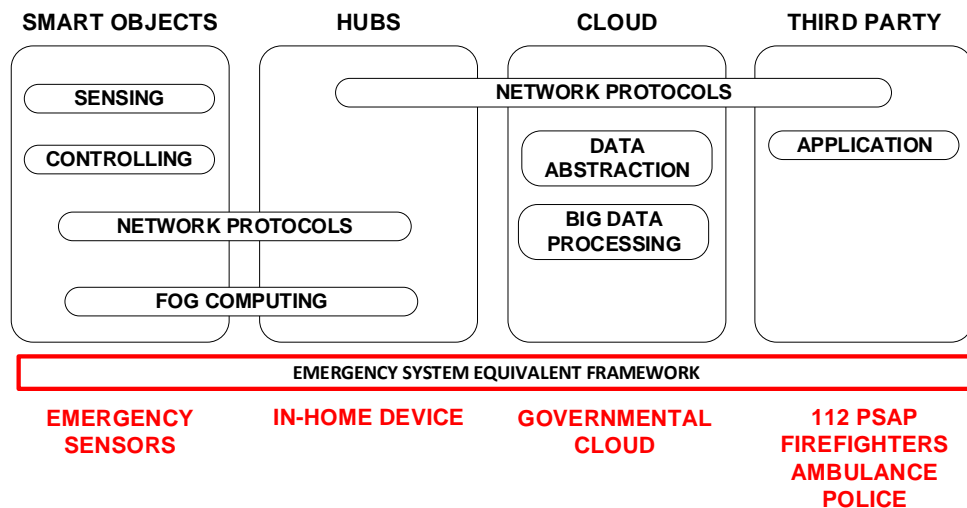 SMART OBJECTS
HUBS
CLOUD
THIRD PARTY
SENSING
NETWORK PROTOCOLS
CONTROLLING
DATA
ABSTRACTION
APPLICATION
NETWORK PROTOCOLS
BIG DATA
PROCESSING
FOG COMPUTING
EMERGENCY SYSTEM EQUIVALENT FRAMEWORK
EMERGENCY
SENSORS
IN-HOME DEVICE
GOVERNMENTAL
CLOUD
112 PSAP
FIREFIGHTERS
AMBULANCE
POLICE